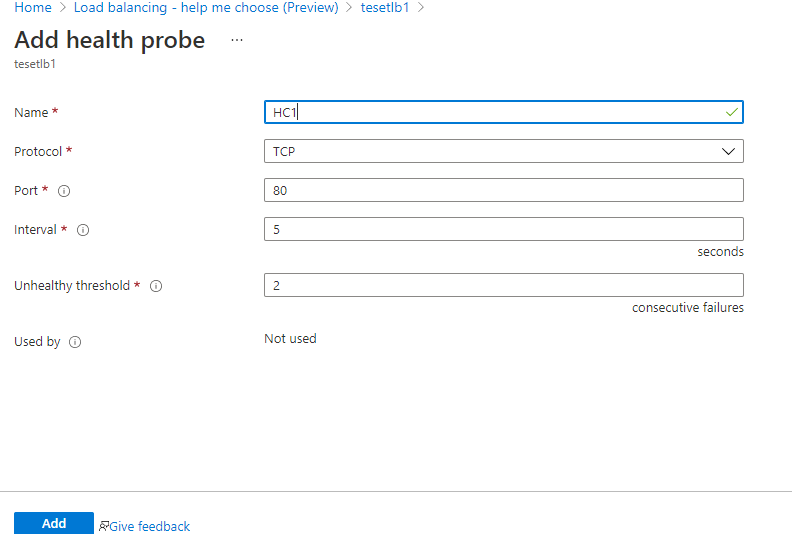 Home > Load balancing - help me choose (Preview) > tesetlb1 >
Add health probe ...
tesetlb1
Name *
HC1
Protocol *
TCP
Port *
80
Interval *
5
seconds
Unhealthy threshold *
2
consecutive failures
Used by
Not used
Add
Give feedback